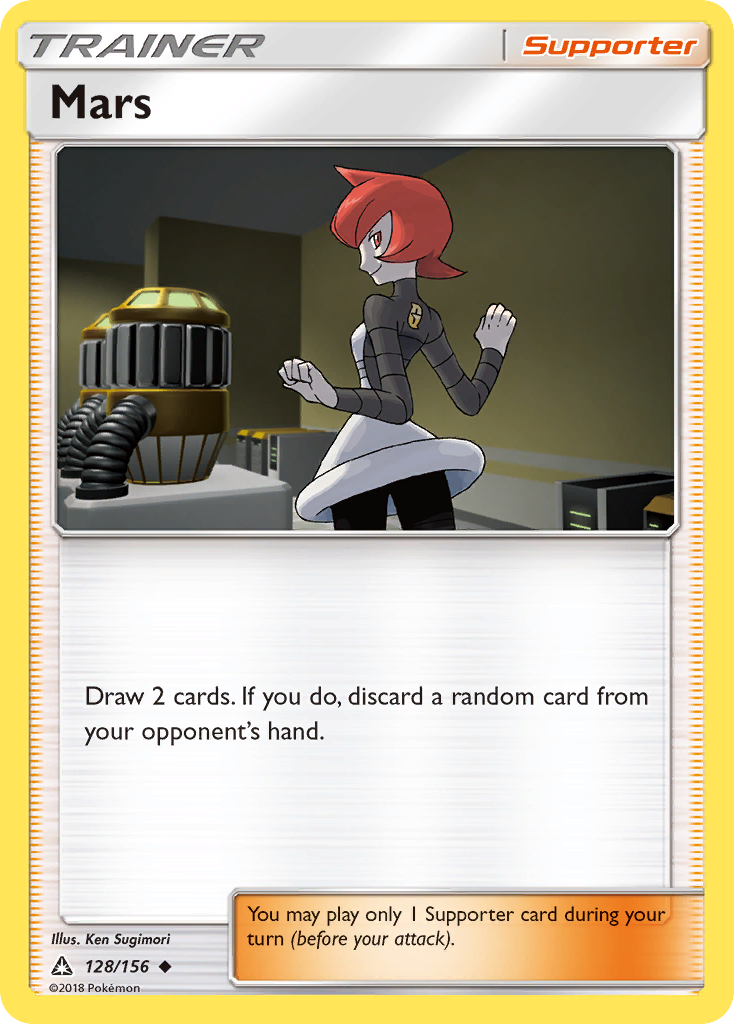 TRAINER
Supporter
Mars
Draw 2 cards. If you do, discard a random card from
your opponent's hand.
You may play only 1 Supporter card during your
turn (before your attack).
Illus. Ken Sugimori
128/156
©2018 Pokémon